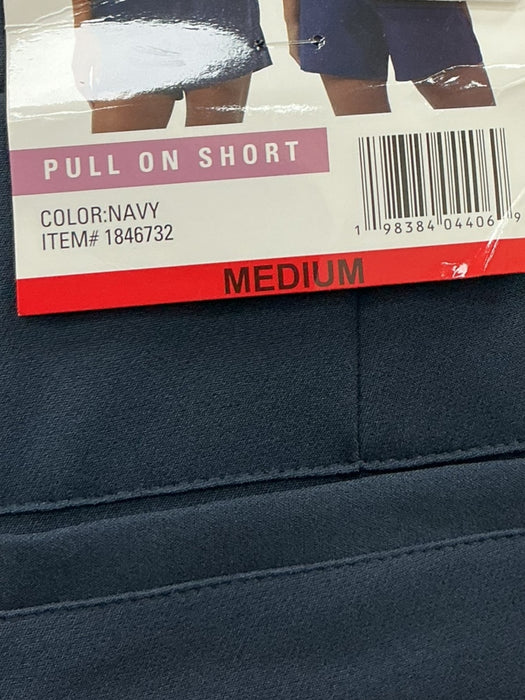 PULL ON SHORT
COLOR:NAVY
ITEM# 1846732
1 98384 04406 9
MEDIUM